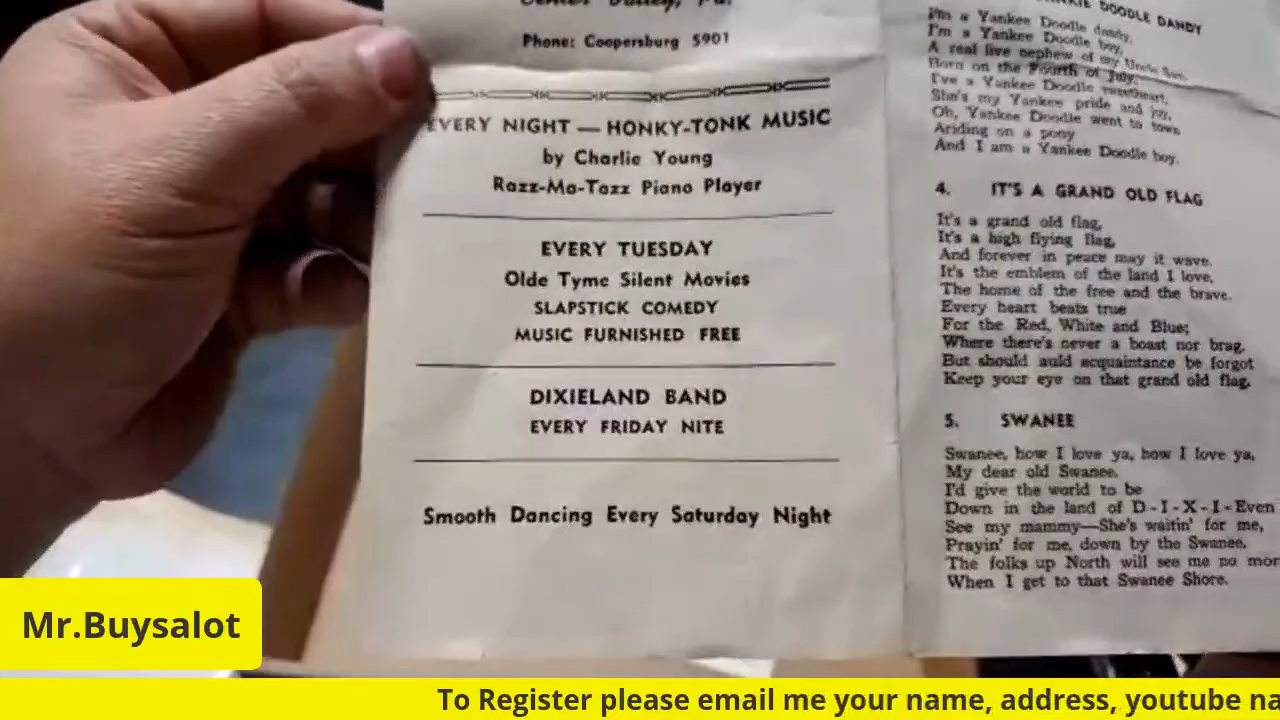 Center Valley, Pa.
Phone: Coopersburg 5901
EVERY NIGHT — HONKY-TONK MUSIC
by Charlie Young
Razz-Ma-Tazz Piano Player
EVERY TUESDAY
Olde Tyme Silent Movies
SLAPSTICK COMEDY
MUSIC FURNISHED FREE
DIXIELAND BAND
EVERY FRIDAY NITE
Smooth Dancing Every Saturday Night
DOODLE DANDY
I'm a Yankee Doodle dandy,
I'm a Yankee Doodle boy,
A real live nephew of my Uncle Sam,
Born on the Fourth of July,
I've a Yankee Doodle sweetheart,
She's my Yankee pride and joy,
Oh, Yankee Doodle went to town
Ariding on a pony
And I am a Yankee Doodle boy.
4. IT'S A GRAND OLD FLAG
It's a grand old flag,
It's a high flying flag,
And forever in peace may it wave.
It's the emblem of the land I love,
The home of the free and the brave.
Every heart beats true
For the Red, White and Blue;
Where there's never a boast nor brag,
But should auld acquaintance be forgot
Keep your eye on that grand old flag.
5. SWANEE
Swanee, how I love ya, how I love ya,
My dear old Swanee.
I'd give the world to be
Down in the land of D-I-X-I-Even
See my mammy—She's waitin' for me,
Prayin' for me, down by the Swanee.
The folks up North will see me no mor
When I get to that Swanee Shore.
Mr.Buysalot
To Register please email me your name, address, youtube na